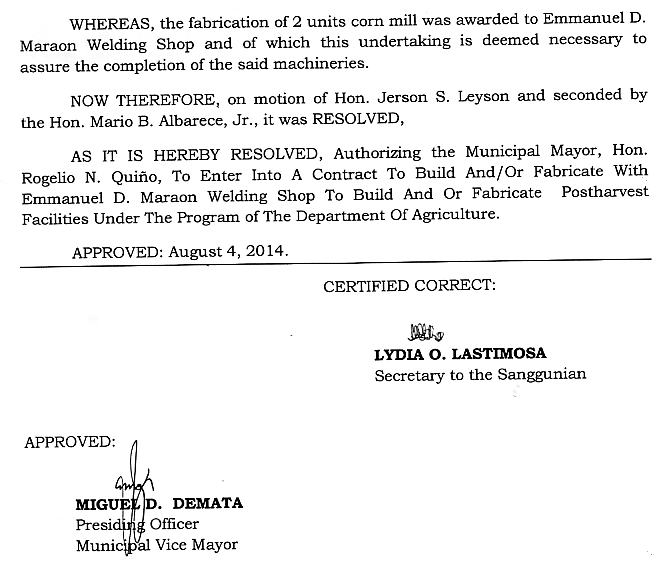 WHEREAS, the fabrication of 2 units corn mill was awarded to Emmanuel D.
Maraon Welding Shop and of which this undertaking is deemed necessary to
assure the completion of the said machineries.
NOW THEREFORE, on motion of Hon. Jerson S. Leyson and seconded by
the Hon. Mario B. Albarece, Jr., it was RESOLVED,
AS IT IS HEREBY RESOLVED, Authorizing the Municipal Mayor, Hon.
Rogelio N. Quiño, To Enter Into A Contract To Build And/Or Fabricate With
Emmanuel D. Maraon Welding Shop To Build And Or Fabricate Postharvest
Facilities Under The Program of The Department Of Agriculture.
APPROVED: August 4, 2014.
CERTIFIED CORRECT:
LYDIA O. LASTIMOSA
Secretary to the Sanggunian
APPROVED:
MIGUEL D. DEMATA
Presiding Officer
Municipal Vice Mayor